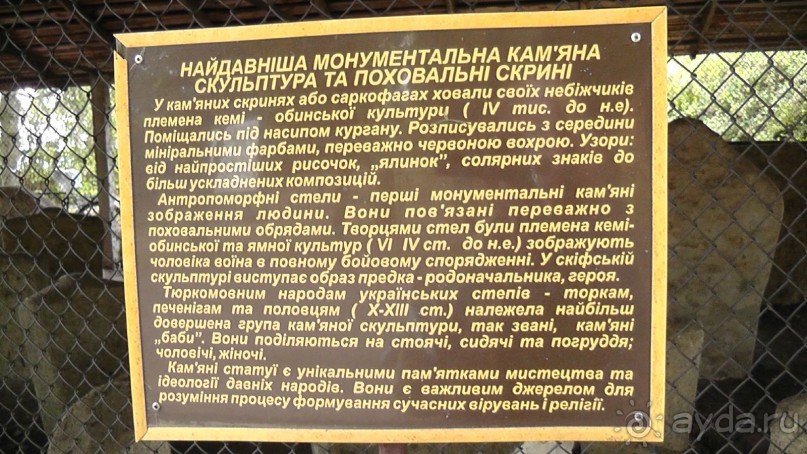 НАЙДАВНІША МОНУМЕНТАЛЬНА КАМ'ЯНА
СКУЛЬПТУРА ТА ПОХОВАЛЬНІ СКРИНІ
У кам'яних скринях або саркофагах ховали своїх небіжчиків
племена кемі - обинської культури ( IV тис. до н.е).
Поміщались під насипом кургану. Розписувались з середини
мініральними фарбами, переважно червоною вохрою. Узори:
від найпростіших рисочок, „ялинок”, солярних знаків до
більш ускладнених композицій.
Антропоморфні стели - перші монументальні кам'яні
зображення людини. Вони пов'язані переважно з
поховальними обрядами. Творцями стел були племена кемі-
обинської та ямної культур ( VI IV ст. до н.е.) зображують
чоловіка воїна в повному бойовому спорядженні. У скіфській
скульптурі виступає образ предка - родоначальника, героя.
Тюркомовним народам українських степів - торкам,
печенігам та половцям ( X-XIII ст.) належела найбільш
довершена група кам'яної скульптури, так звані, кам'яні
„баби”. Вони поділяються на стоячі, сидячі та погруддя;
чоловічі, жіночі.
Кам'яні статуї є унікальними пам'ятками мистецтва та
ідеології давніх народів. Вони є важливим джерелом для
розуміння процесу формування сучасних вірувань і релігії.
ayda.ru